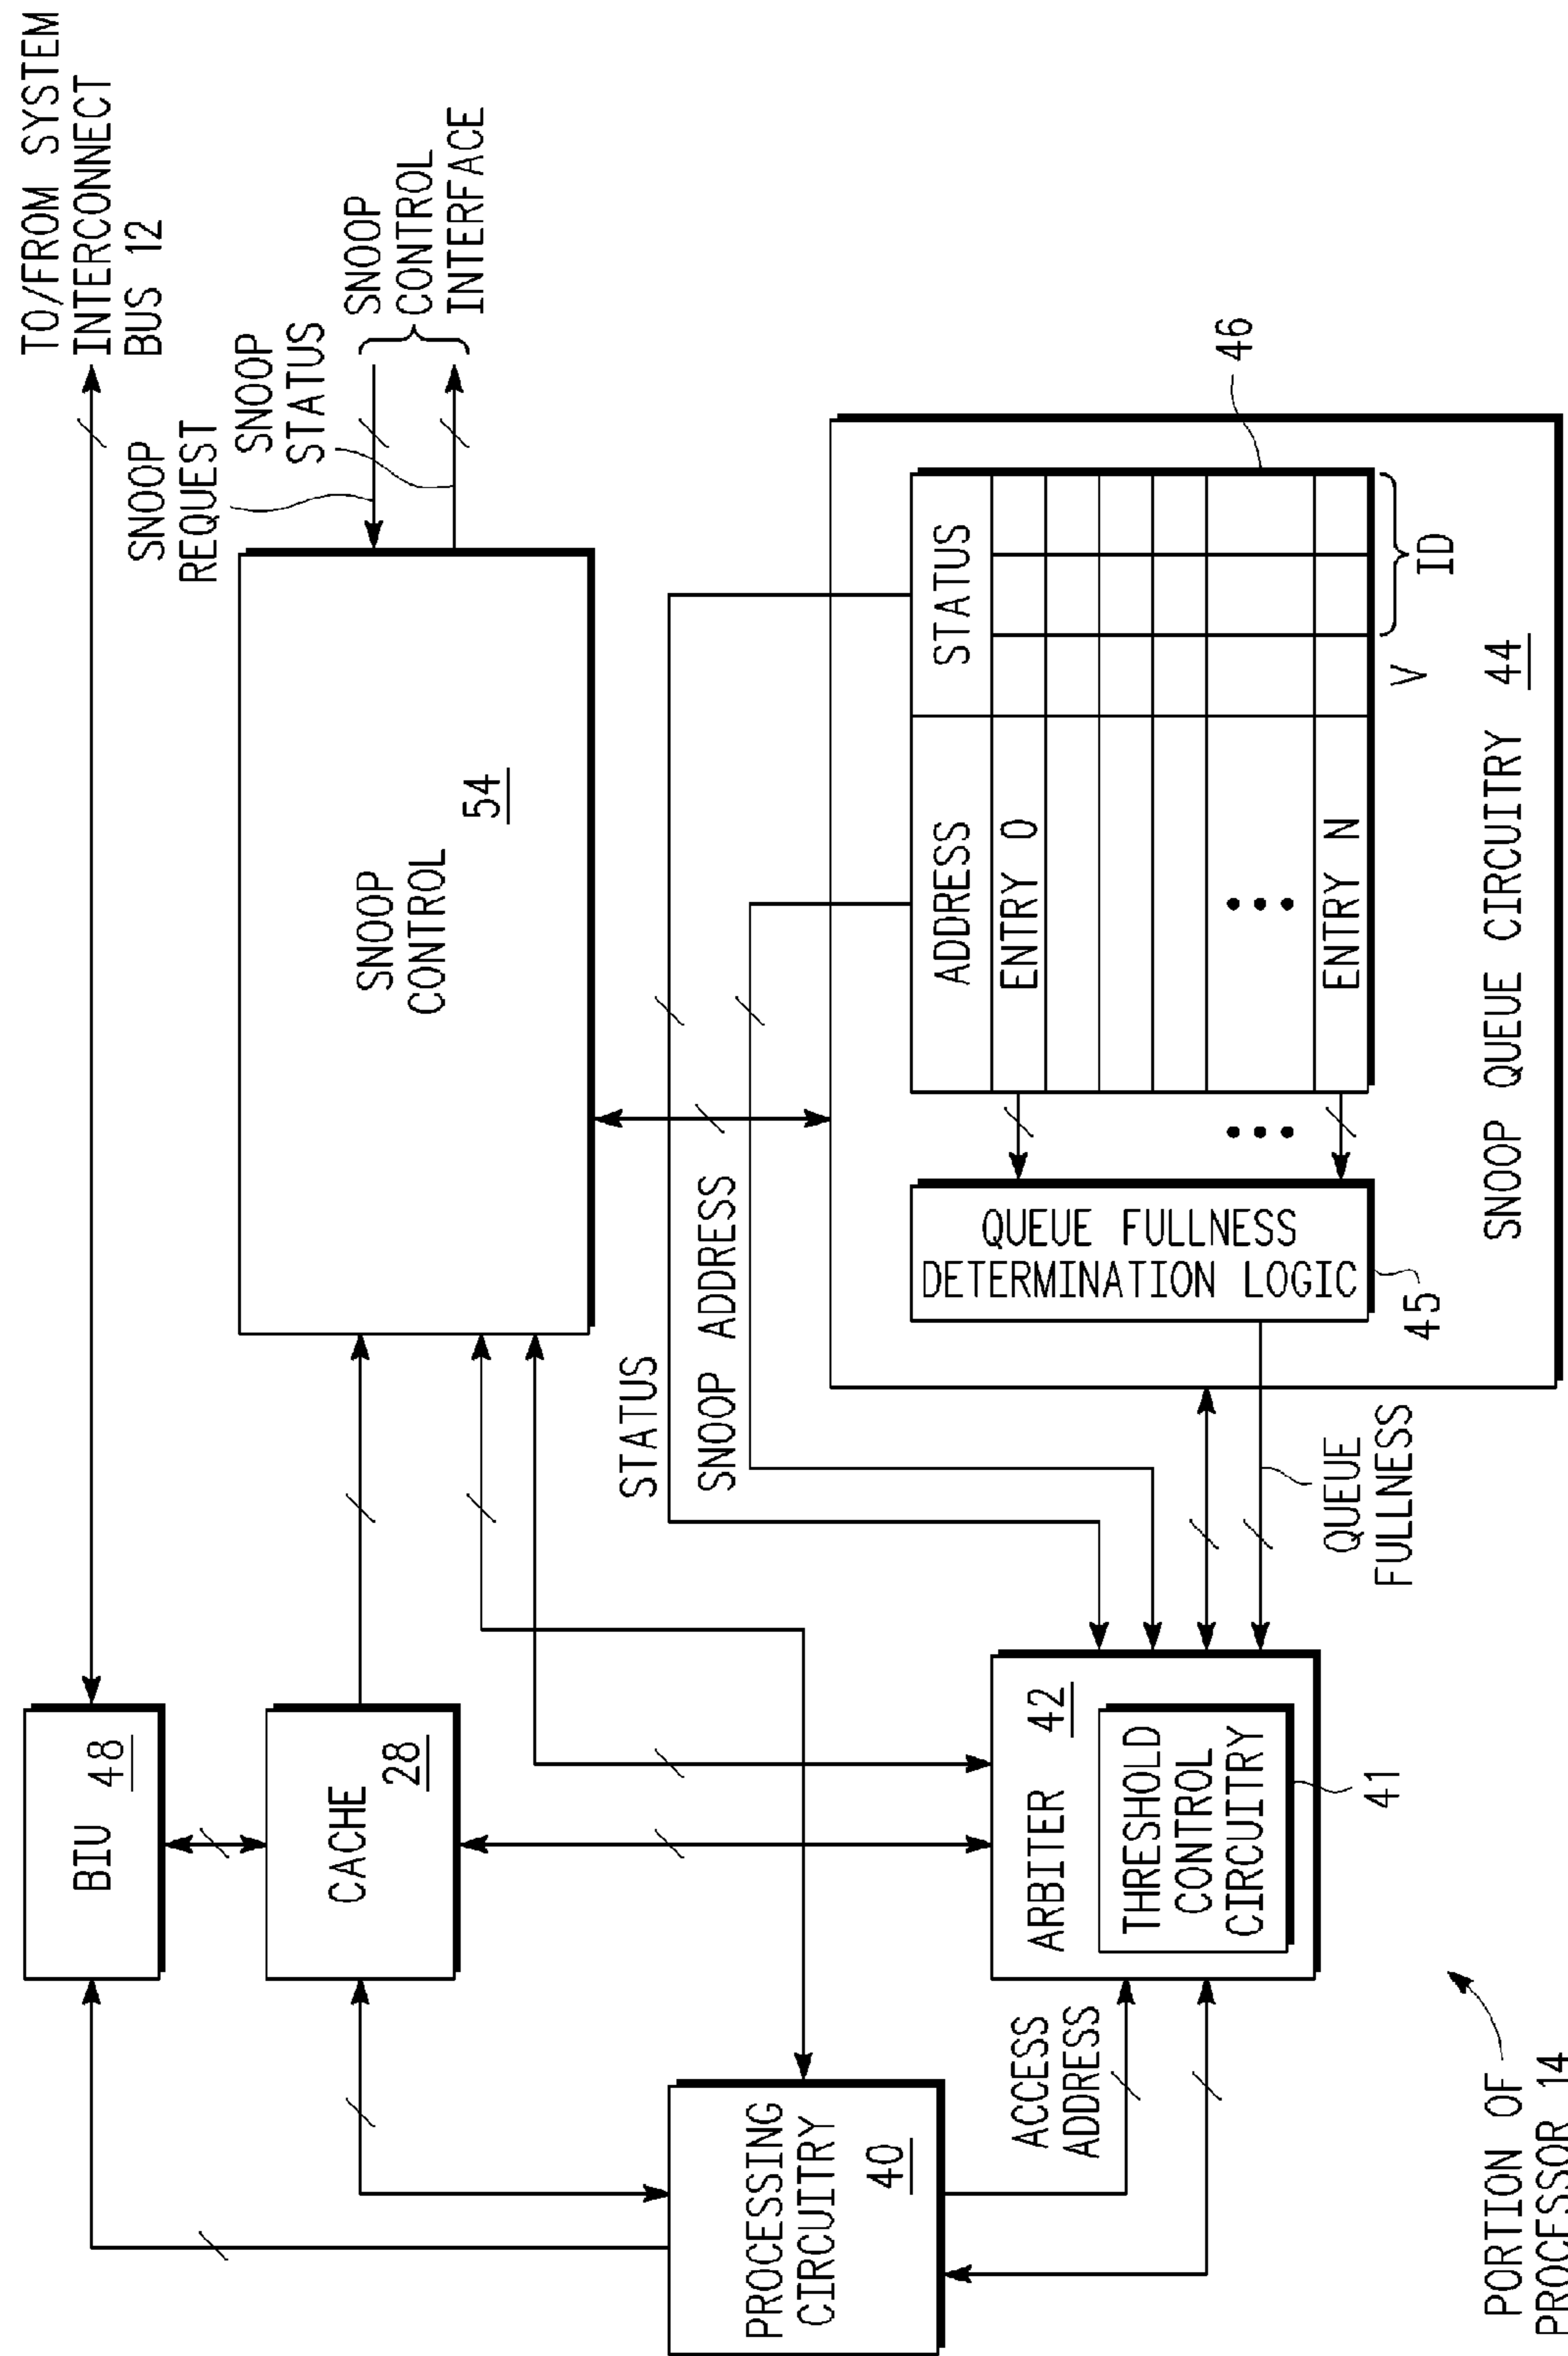 TO/FROM SYSTEM
INTERCONNECT
BUS 12
BIU 48
SNOOP
REQUEST
SNOOP
STATUS
SNOOP
CONTROL
INTERFACE
CACHE
28
SNOOP
CONTROL
54
PROCESSING
CIRCUITRY
40
STATUS
SNOOP ADDRESS
ACCESS
ADDRESS
ARBITER 42
THRESHOLD
CONTROL
CIRCUITRY
41
QUEUE
FULLNESS
QUEUE FULLNESS
DETERMINATION LOGIC
45
ADDRESS
STATUS
ENTRY 0
ENTRY N
46
V
ID
SNOOP QUEUE CIRCUITRY 44
PORTION OF
PROCESSOR 14